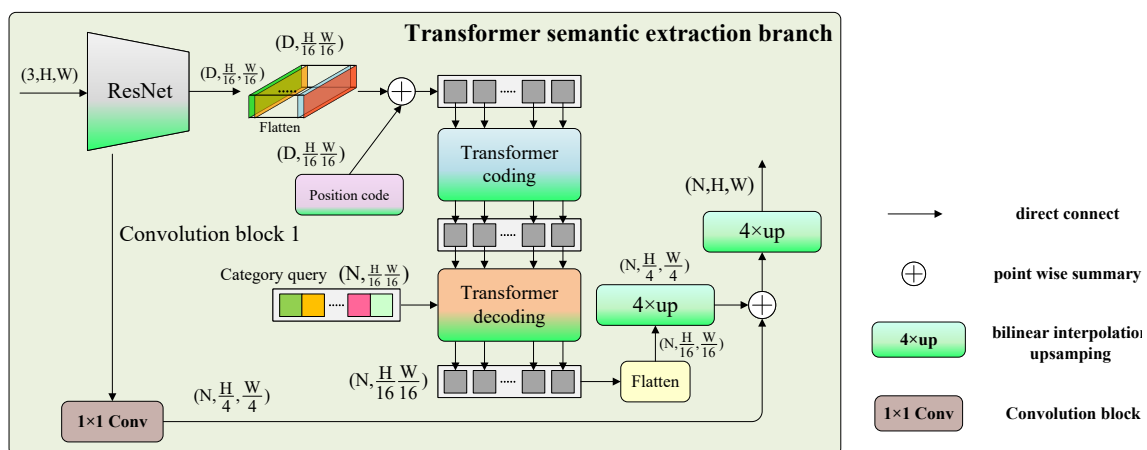 Transformer semantic extraction branch
(3,H,W)
ResNet
(D,H/16,W/16)
(D,H/16 W/16)
.....
Flatten
(D,H/16 W/16)
Position code
.....
Transformer
coding
.....
Convolution block 1
Category query
(N,H/16 W/16)
.....
Transformer
decoding
(N,H/16 W/16)
.....
Flatten
(N,H/16,W/16)
4×up
(N,H/4,W/4)
4×up
(N,H,W)
1×1 Conv
(N,H/4,W/4)
direct connect
point wise summary
4×up
bilinear interpolation
upsamping
1×1 Conv
Convolution block